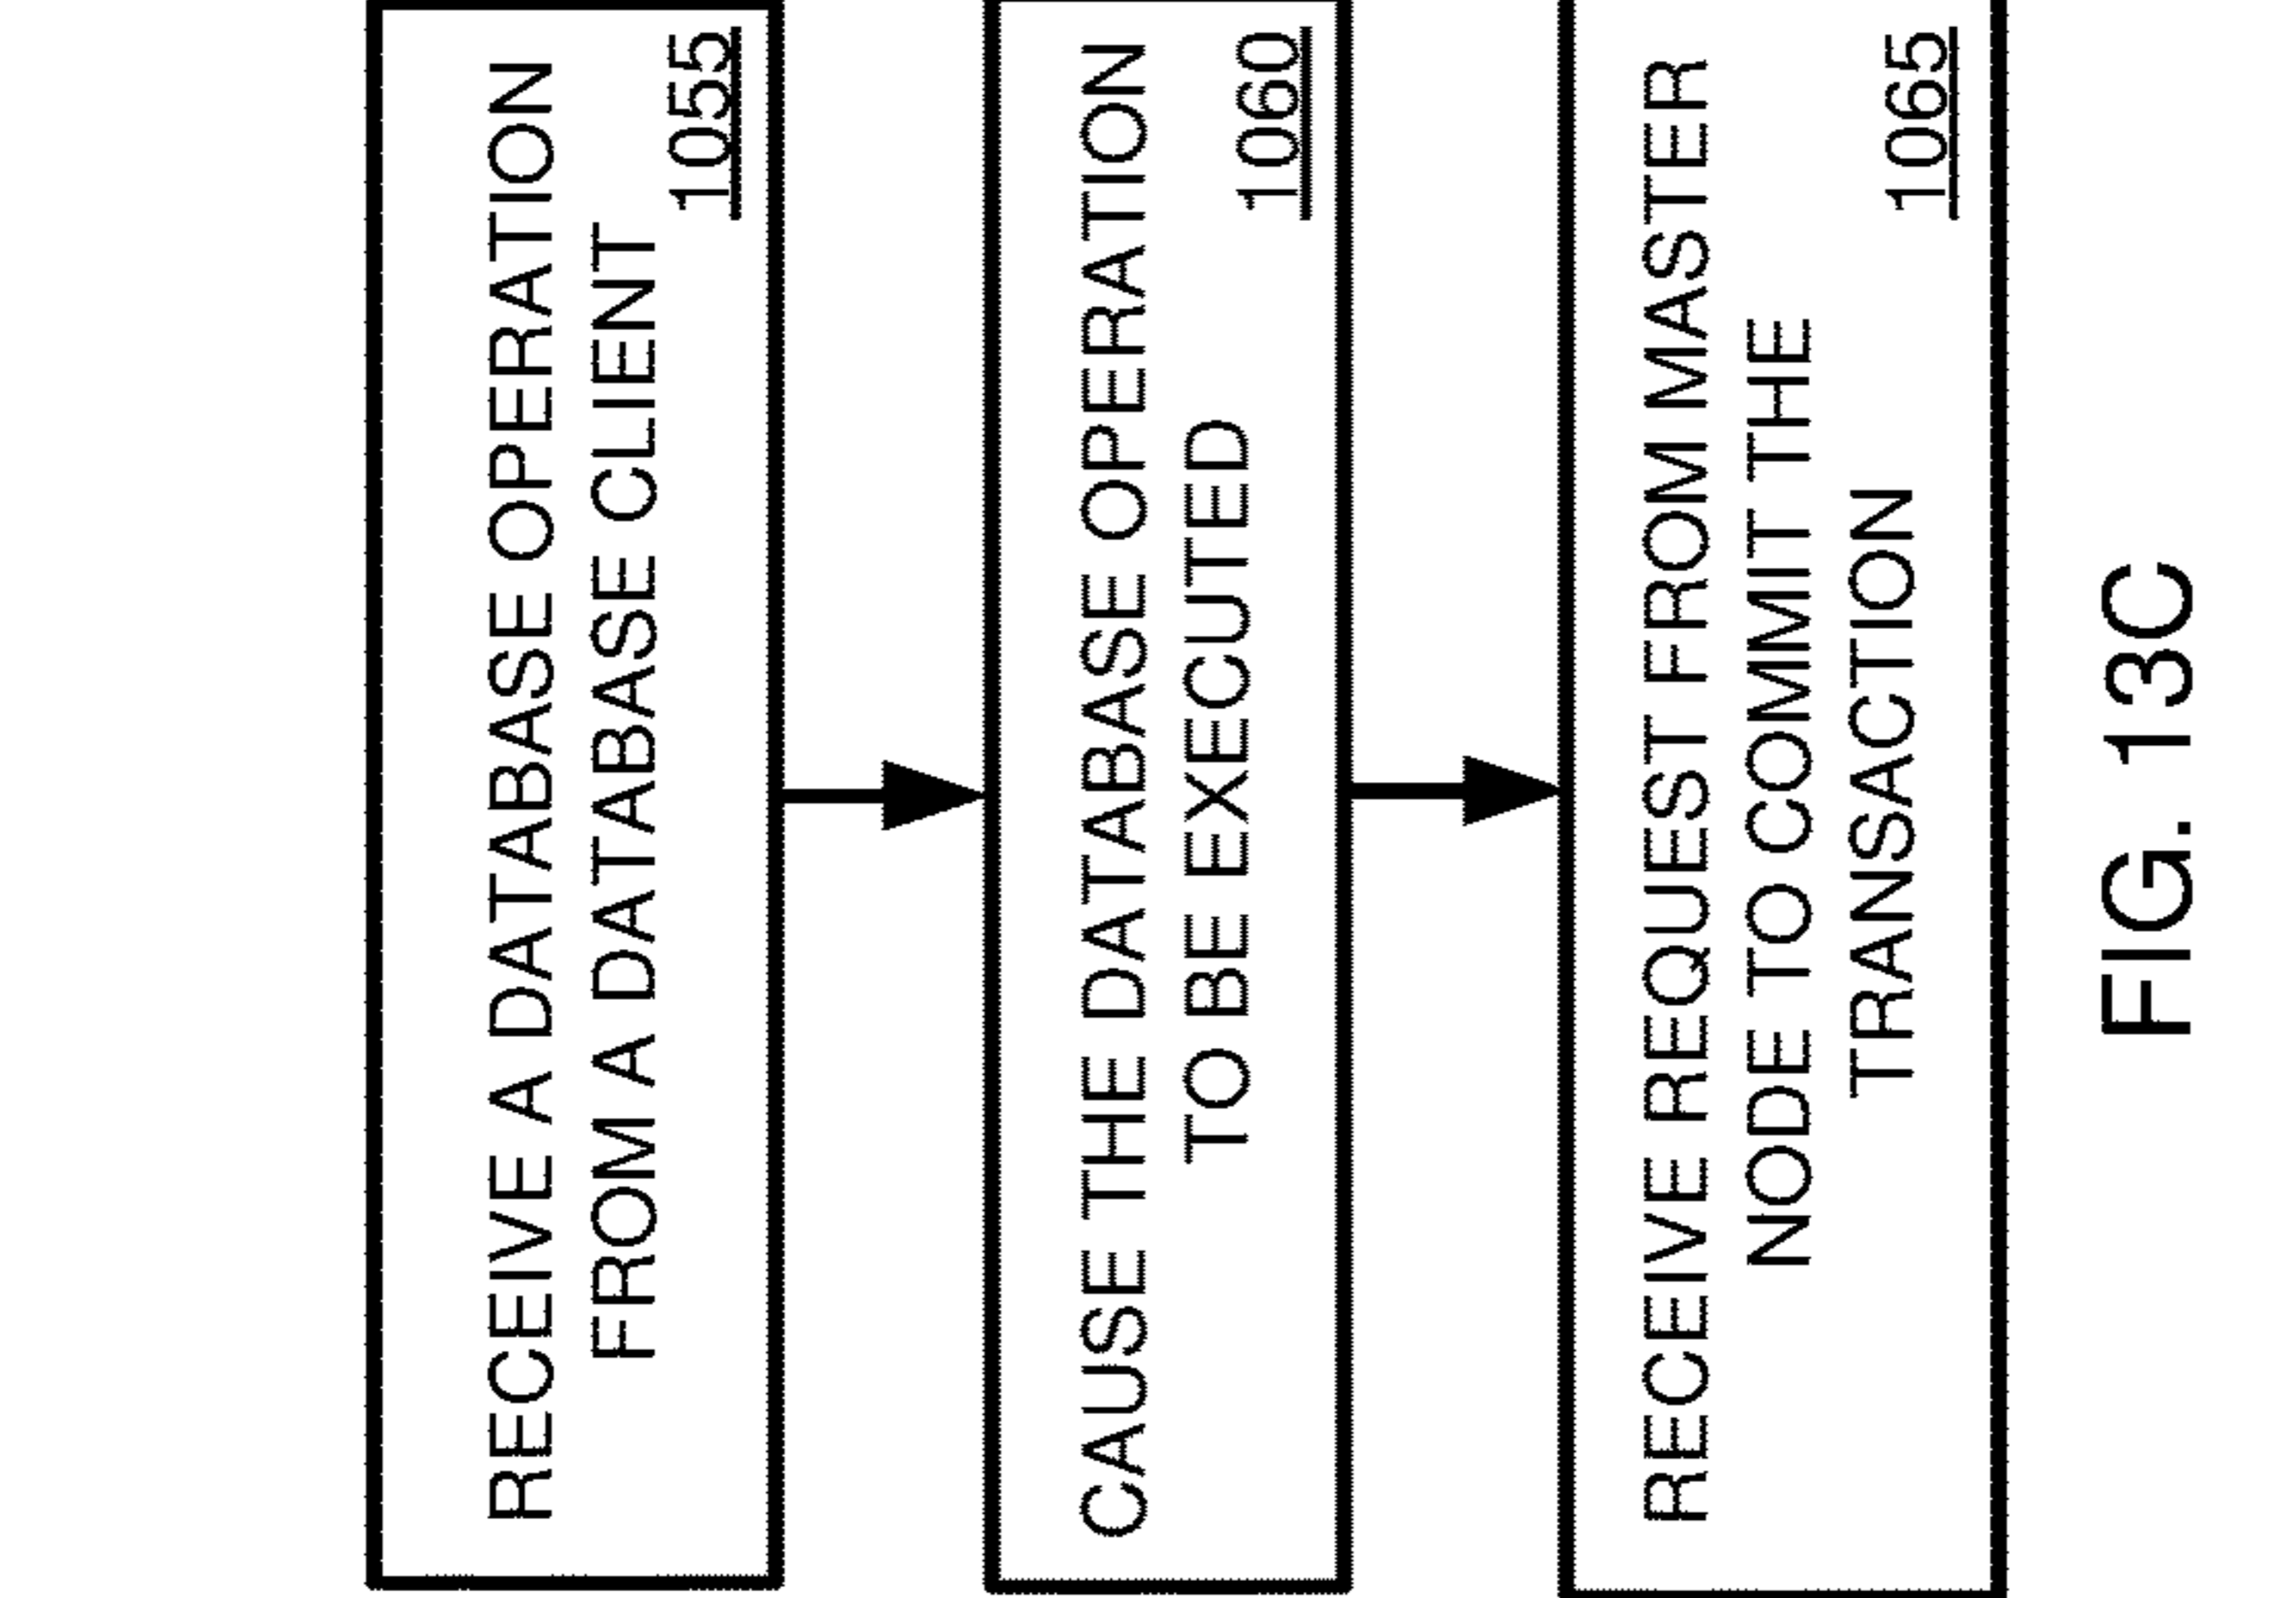 RECEIVE A DATABASE OPERATION
FROM A DATABASE CLIENT
1055
CAUSE THE DATABASE OPERATION
TO BE EXECUTED
1060
RECEIVE REQUEST FROM MASTER
NODE TO COMMIT THE
TRANSACTION
1065
FIG. 13C